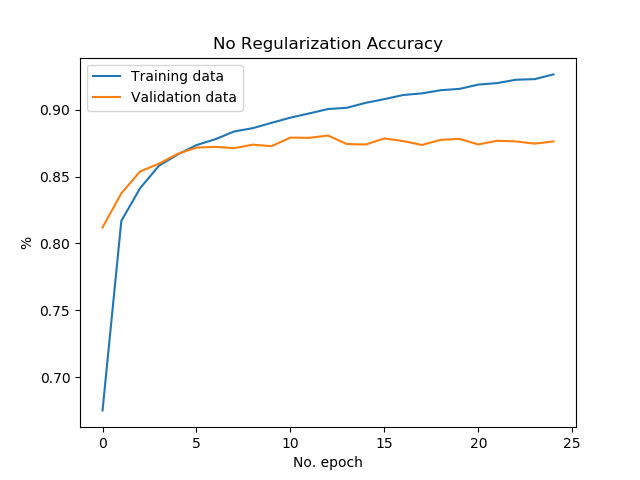 No Regularization Accuracy
Training data
Validation data
0.90
0.85
0.80
0.75
0.70
%
0 5 10 15 20 25
No. epoch